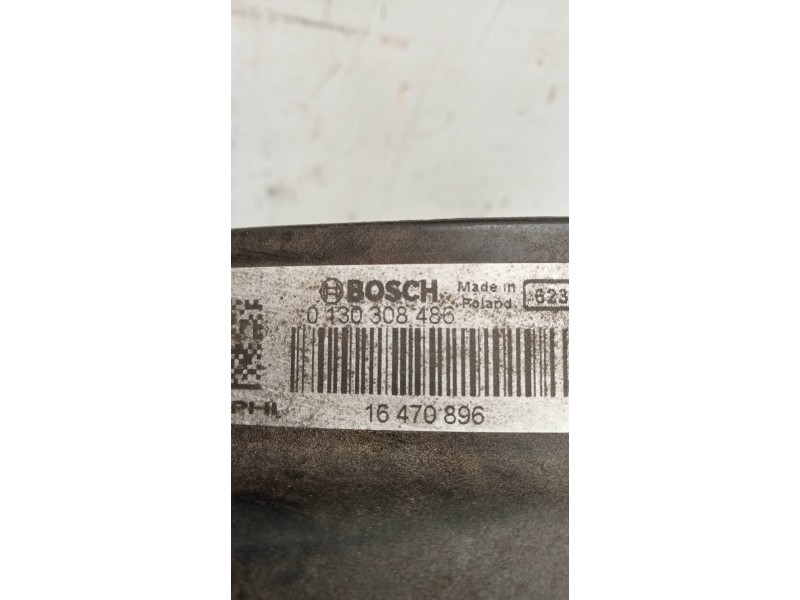 BOSCH
Made in
Poland
623
0 130 308 486
16 470 896